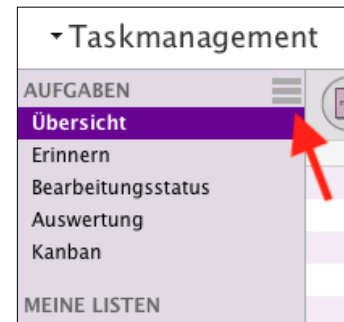 Taskmanagement
AUFGABEN
Übersicht
Erinnern
Bearbeitungsstatus
Auswertung
Kanban
MEINE LISTEN